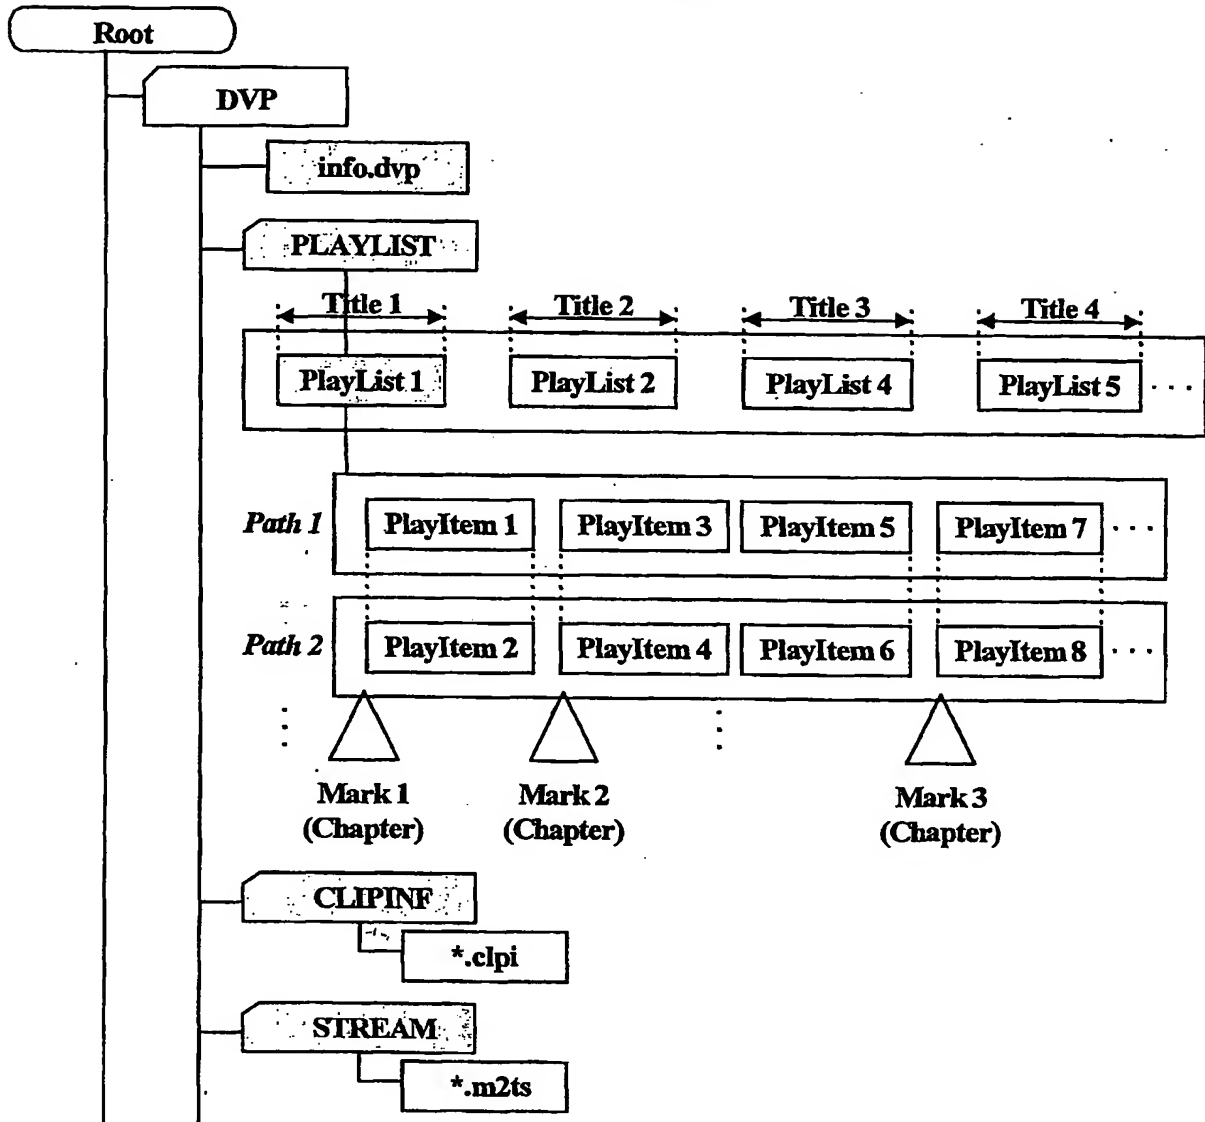 Root
DVP
info.dvp
PLAYLIST
Title 1 Title 2 Title 3 Title 4
PlayList 1 PlayList 2 PlayList 4 PlayList 5 · · ·
Path 1 PlayItem 1 PlayItem 3 PlayItem 5 PlayItem 7 · · ·
Path 2 PlayItem 2 PlayItem 4 PlayItem 6 PlayItem 8 · · ·
Mark 1 Mark 2 Mark 3
(Chapter) (Chapter) (Chapter)
CLIPINF
*.clpi
STREAM
*.m2ts